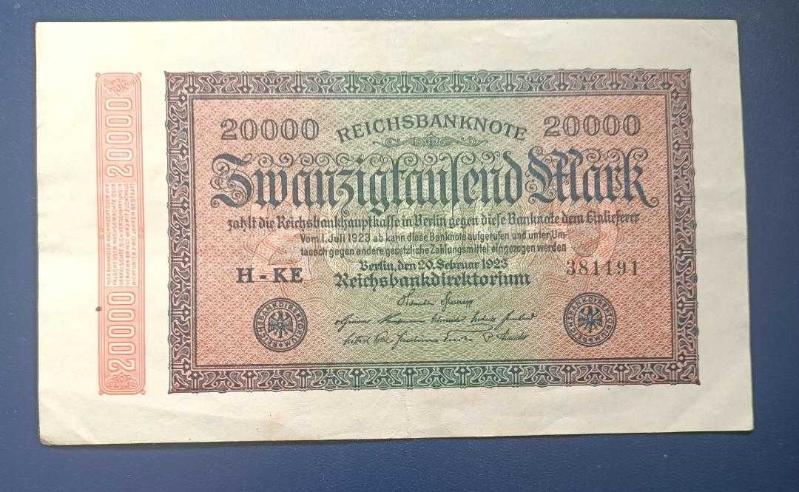 20000 REICHSBANKNOTE 20000
Zwanzigtausend Mark
zahlt die Reichsbankhauptkasse in Berlin gegen diese Banknote dem Einlieferer
Vom 1. Juli 1923 ab kann diese Banknote aufgerufen und unter Um-
tausch gegen andere gesetzliche Zahlungsmittel eingezogen werden
Berlin, den 20. Februar 1923
H-KE Reichsbankdirektorium 381191
20000
20000